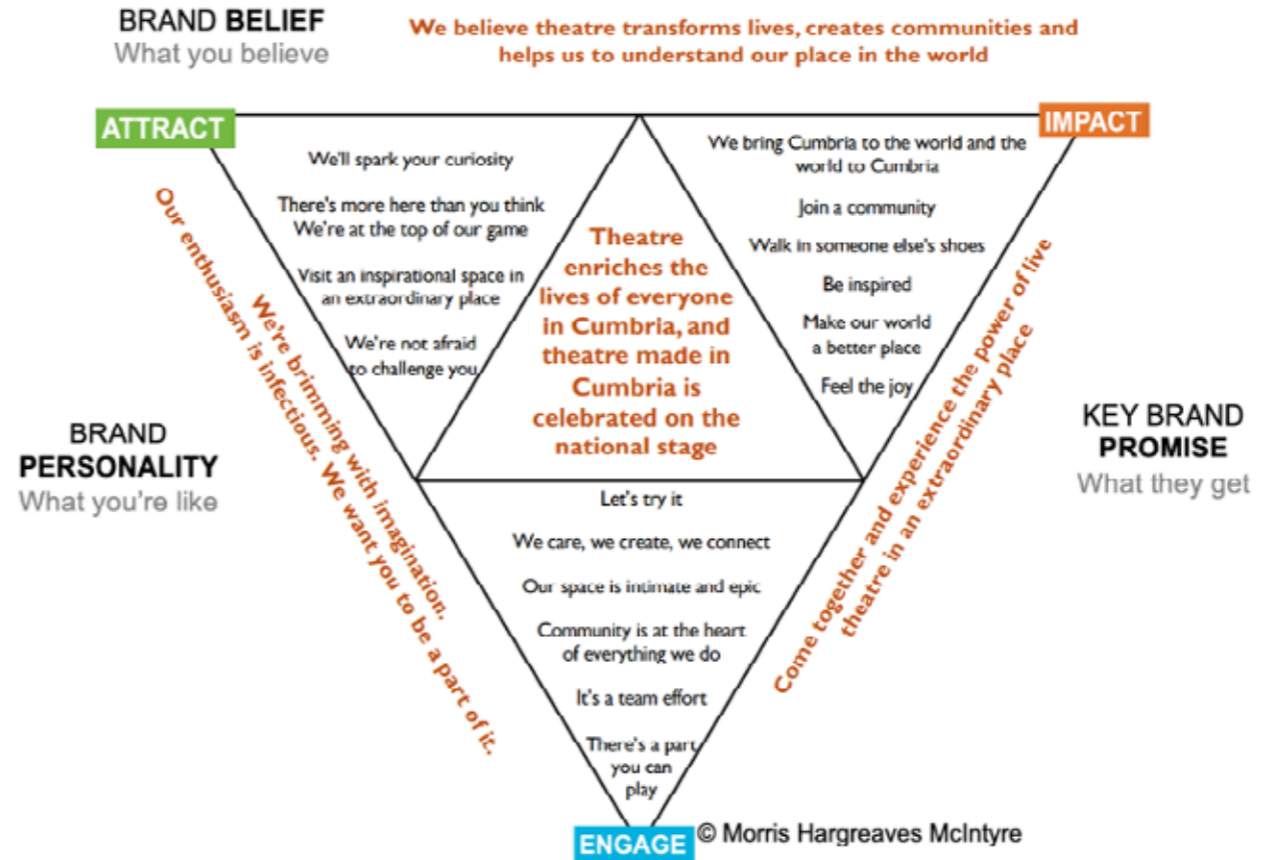 BRAND BELIEF
What you believe
We believe theatre transforms lives, creates communities and
helps us to understand our place in the world
ATTRACT
IMPACT
We'll spark your curiosity
There's more here than you think
We're at the top of our game
Visit an inspirational space in
an extraordinary place
We're not afraid
to challenge you
Theatre
enriches the
lives of everyone
in Cumbria, and
theatre made in
Cumbria is
celebrated on the
national stage
We bring Cumbria to the world and the
world to Cumbria
Join a community
Walk in someone else's shoes
Be inspired
Make our world
a better place
Feel the joy
We're brimming with imagination.
Our enthusiasm is infectious. We want you to be a part of it.
Come together and experience the power of live
theatre in an extraordinary place
BRAND
PERSONALITY
What you're like
KEY BRAND
PROMISE
What they get
Let's try it
We care, we create, we connect
Our space is intimate and epic
Community is at the heart
of everything we do
It's a team effort
There's a part
you can
play
ENGAGE
© Morris Hargreaves McIntyre